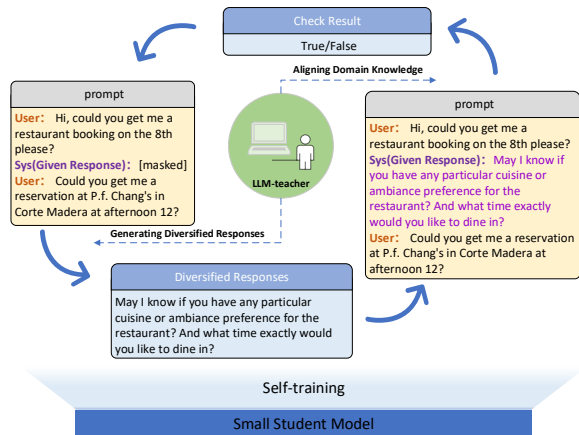 Check Result
True/False
Aligning Domain Knowledge
prompt
User: Hi, could you get me a
restaurant booking on the 8th
please?
Sys(Given Response): [masked]
User: Could you get me a
reservation at P.f. Chang's in
Corte Madera at afternoon 12?
LLM-teacher
prompt
User: Hi, could you get me a
restaurant booking on the 8th
please?
Sys(Given Response): May I know if
you have any particular cuisine or
ambiance preference for the
restaurant? And what time exactly
would you like to dine in?
User: Could you get me a reservation
at P.f. Chang's in Corte Madera at
afternoon 12?
Generating Diversified Responses
Diversified Responses
May I know if you have any particular
cuisine or ambiance preference for the
restaurant? And what time exactly would
you like to dine in?
Self-training
Small Student Model